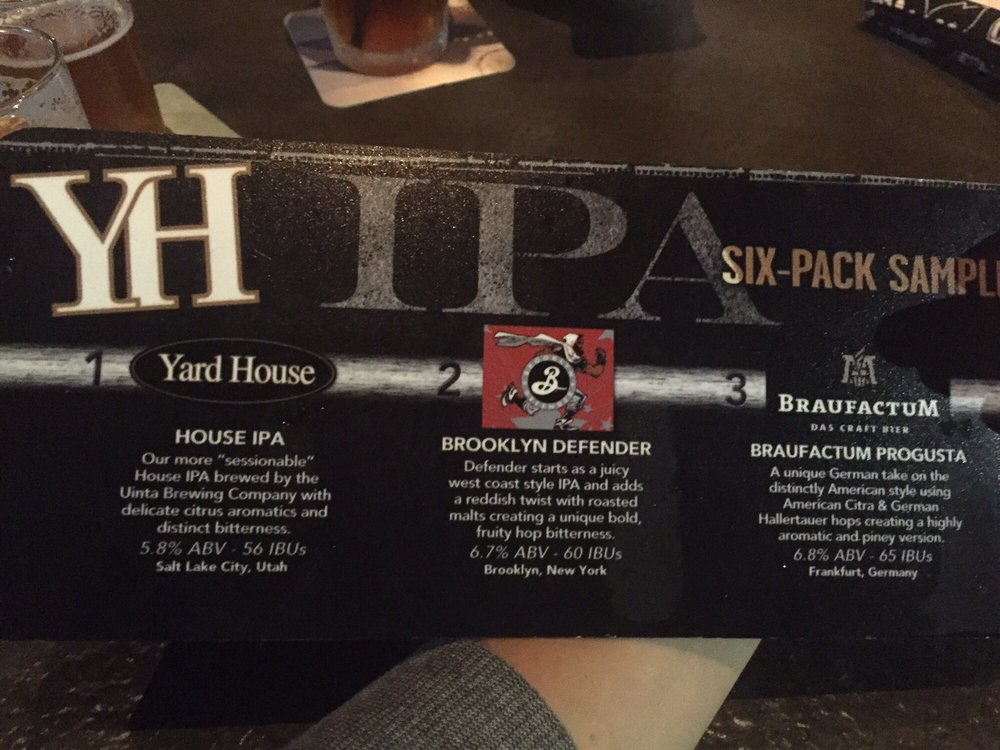 YH IPA SIX-PACK SAMPL
1 Yard House
HOUSE IPA
Our more "sessionable"
House IPA brewed by the
Uinta Brewing Company with
delicate citrus aromatics and
distinct bitterness.
5.8% ABV - 56 IBUs
Salt Lake City, Utah
2 B
BROOKLYN DEFENDER
Defender starts as a juicy
west coast style IPA and adds
a reddish twist with roasted
malts creating a unique bold,
fruity hop bitterness.
6.7% ABV - 60 IBUs
Brooklyn, New York
3 BRAUFACTUM
DAS CRAFT BIER
BRAUFACTUM PROGUSTA
A unique German take on the
distinctly American style using
American Citra & German
Hallertauer hops creating a highly
aromatic and piney version.
6.8% ABV - 65 IBUs
Frankfurt, Germany